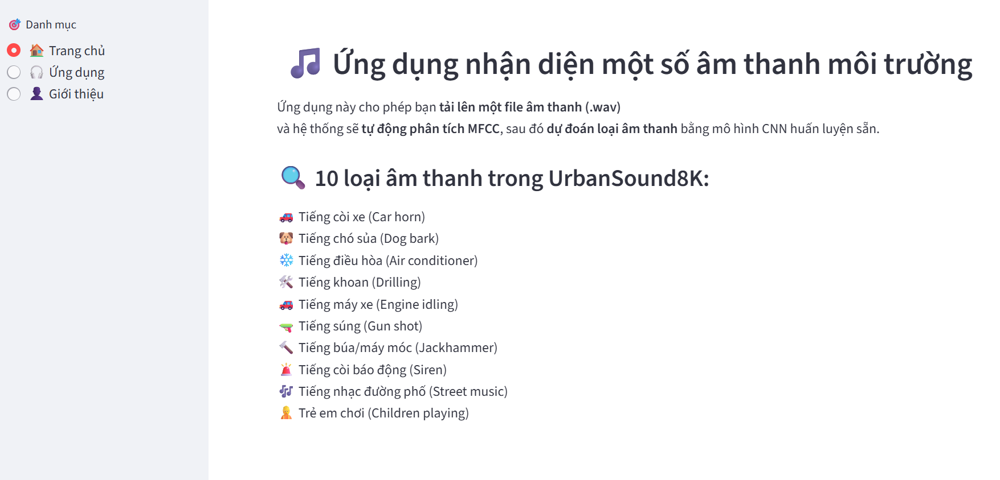 Danh mục
Trang chủ
Ứng dụng
Giới thiệu
Ứng dụng nhận diện một số âm thanh môi trường
Ứng dụng này cho phép bạn tải lên một file âm thanh (.wav)
và hệ thống sẽ tự động phân tích MFCC, sau đó dự đoán loại âm thanh bằng mô hình CNN huấn luyện sẵn.
10 loại âm thanh trong UrbanSound8K:
Tiếng còi xe (Car horn)
Tiếng chó sủa (Dog bark)
Tiếng điều hòa (Air conditioner)
Tiếng khoan (Drilling)
Tiếng máy xe (Engine idling)
Tiếng súng (Gun shot)
Tiếng búa/máy móc (Jackhammer)
Tiếng còi báo động (Siren)
Tiếng nhạc đường phố (Street music)
Trẻ em chơi (Children playing)